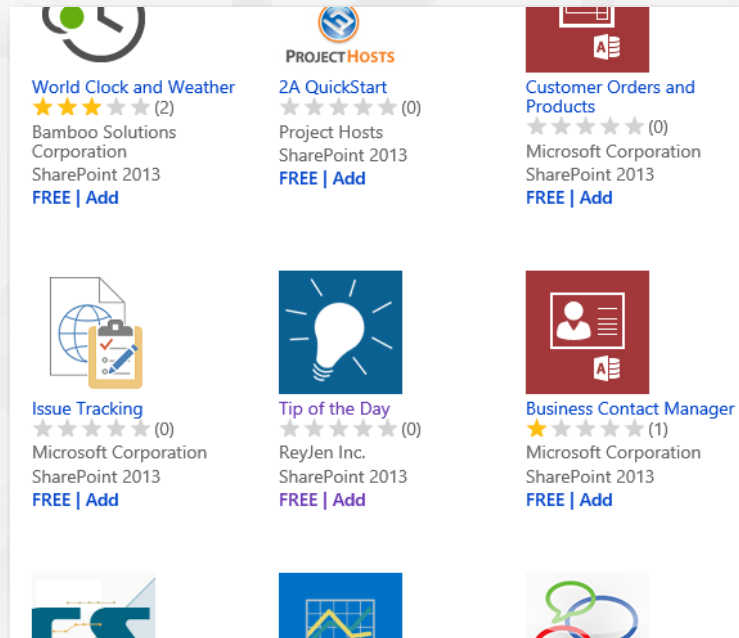 PROJECTHOSTS
A
World Clock and Weather
(2)
Bamboo Solutions
Corporation
SharePoint 2013
FREE | Add
2A QuickStart
(0)
Project Hosts
SharePoint 2013
FREE | Add
Customer Orders and
Products
(0)
Microsoft Corporation
SharePoint 2013
FREE | Add
Issue Tracking
(0)
Microsoft Corporation
SharePoint 2013
FREE | Add
Tip of the Day
(0)
ReyJen Inc.
SharePoint 2013
FREE | Add
A
Business Contact Manager
(1)
Microsoft Corporation
SharePoint 2013
FREE | Add